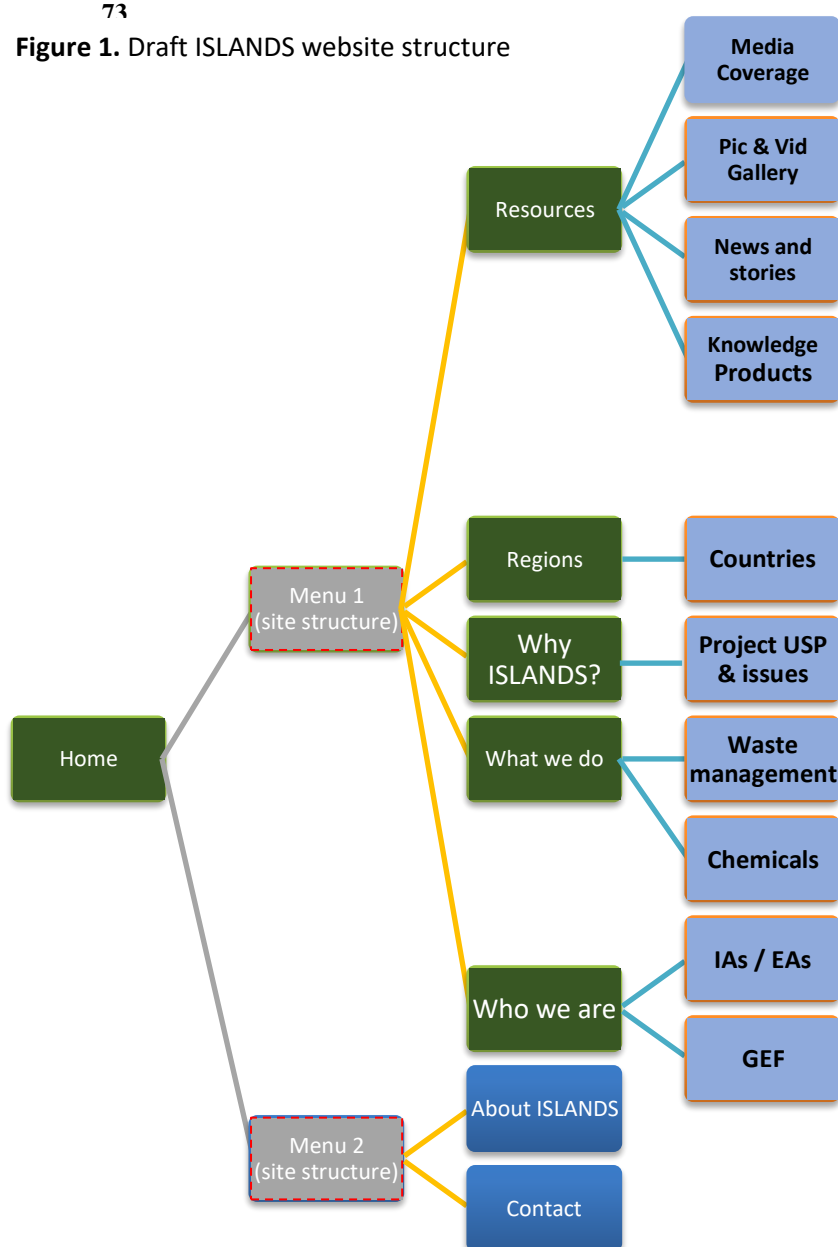 73
Figure 1. Draft ISLANDS website structure
Media
Coverage
Pic & Vid
Gallery
Resources
News and
stories
Knowledge
Products
Regions
Countries
Menu 1
(site structure)
Why
ISLANDS?
Project USP
& issues
Home
What we do
Waste
management
Chemicals
IAs / EAs
Who we are
GEF
About ISLANDS
Menu 2
(site structure)
Contact